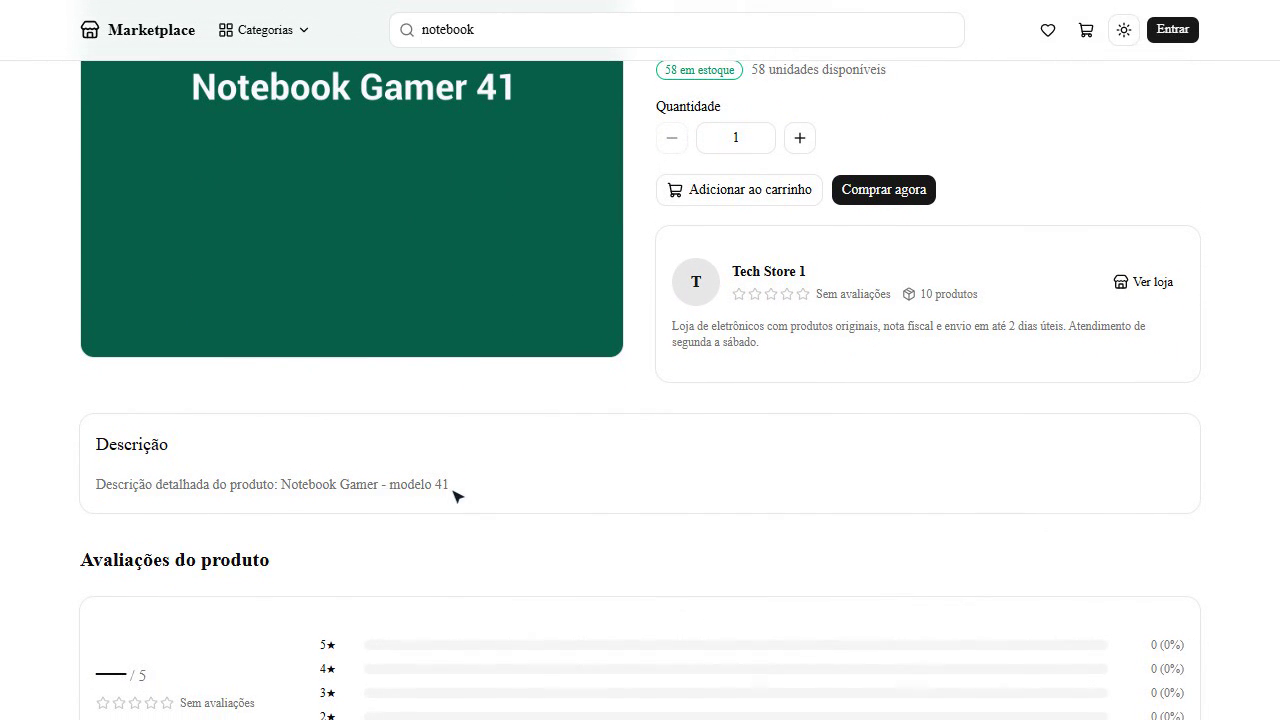 Marketplace
Categorias
notebook
Entrar
Notebook Gamer 41
58 em estoque
58 unidades disponíveis
Quantidade
1
Adicionar ao carrinho
Comprar agora
T
Tech Store 1
Sem avaliações
10 produtos
Ver loja
Loja de eletrônicos com produtos originais, nota fiscal e envio em até 2 dias úteis. Atendimento de
segunda a sábado.
Descrição
Descrição detalhada do produto: Notebook Gamer - modelo 41
Avaliações do produto
— / 5
Sem avaliações
5★ 0 (0%)
4★ 0 (0%)
3★ 0 (0%)
2★ 0 (0%)